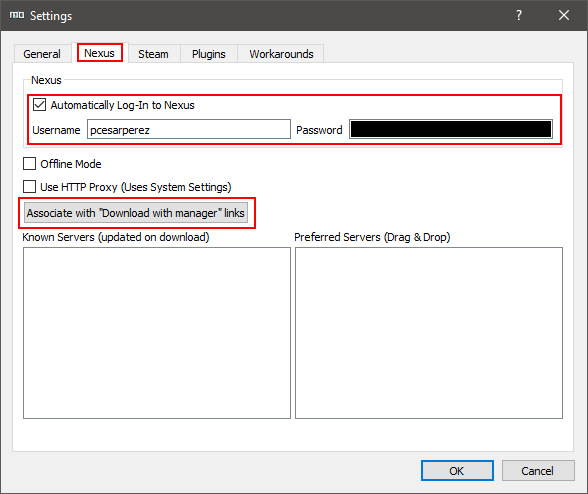 Settings
General Nexus Steam Plugins Workarounds
Nexus
Automatically Log-In to Nexus
Username pcesarperez Password
Offline Mode
Use HTTP Proxy (Uses System Settings)
Associate with "Download with manager" links
Known Servers (updated on download) Preferred Servers (Drag & Drop)
OK Cancel